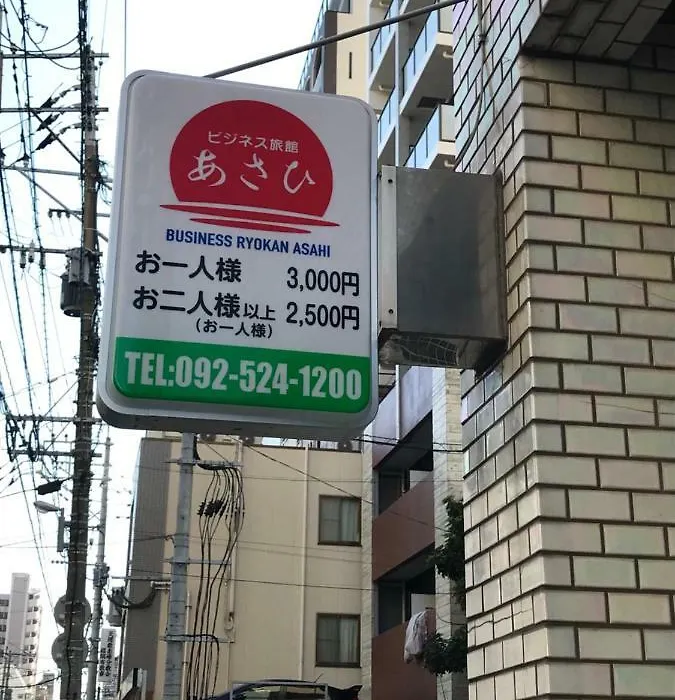 ビジネス旅館
あさひ
BUSINESS RYOKAN ASAHI
お一人様 3,000円
お二人様以上 2,500円
(お一人様)
TEL:092-524-1200